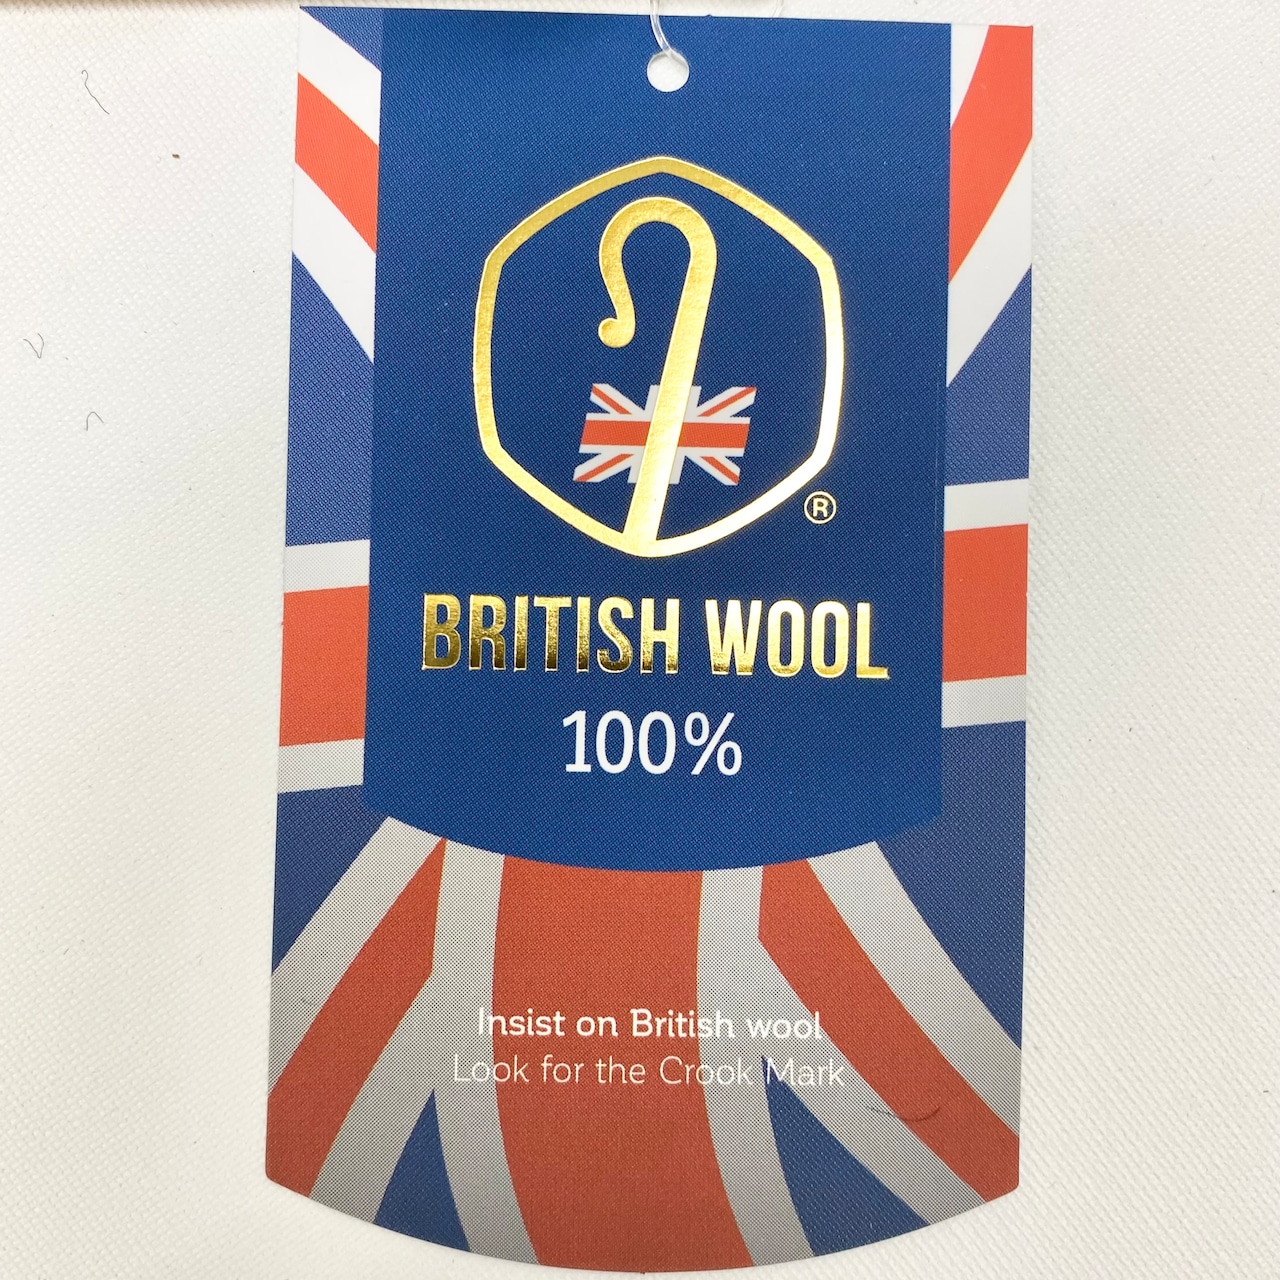 ®
BRITISH WOOL
100%
Insist on British wool
Look for the Crook Mark